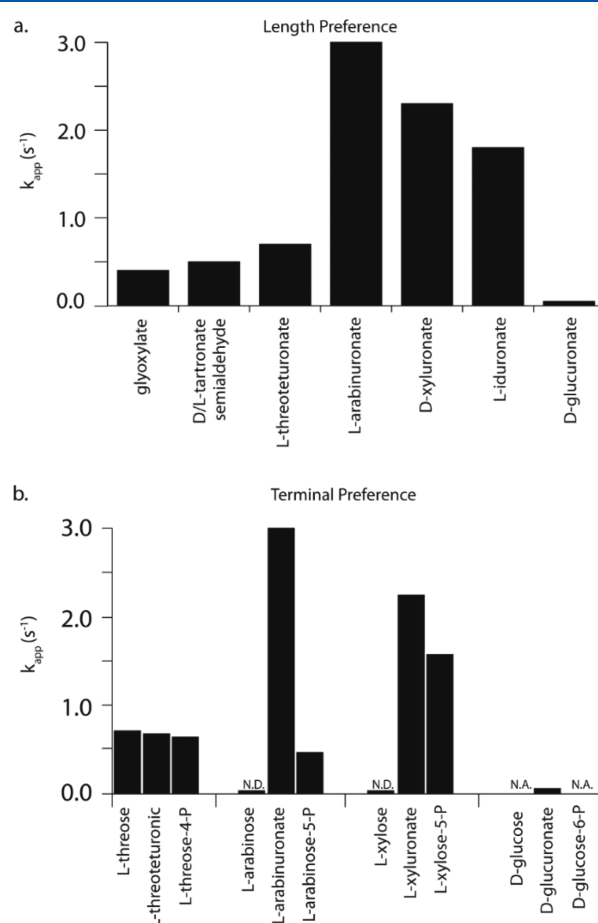 a.
Length Preference
3.0
2.0
1.0
0.0
kapp (s-1)
glyoxylate
D/L-tartronate
semialdehyde
L-threoteturonate
L-arabinuronate
D-xyluronate
L-iduronate
D-glucuronate
b.
Terminal Preference
3.0
2.0
1.0
0.0
kapp (s-1)
N.D.
N.D.
N.A.
N.A.
L-threose
L-threoteturonic
L-threose-4-P
L-arabinose
L-arabinuronate
L-arabinose-5-P
L-xylose
L-xyluronate
L-xylose-5-P
D-glucose
D-glucuronate
D-glucose-6-P